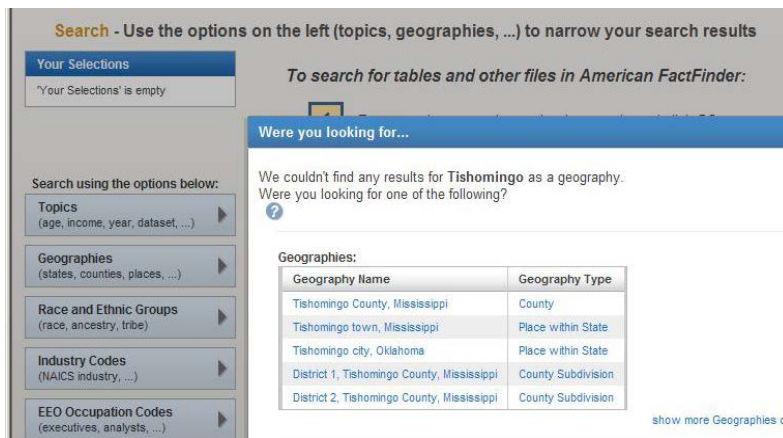 Search - Use the options on the left (topics, geographies, ...) to narrow your search results
Your Selections
'Your Selections' is empty
To search for tables and other files in American FactFinder:
Were you looking for...
We couldn't find any results for Tishomingo as a geography.
Were you looking for one of the following?
?
Search using the options below:
Topics
(age, income, year, dataset, ...)
Geographies
(states, counties, places, ...)
Race and Ethnic Groups
(race, ancestry, tribe)
Industry Codes
(NAICS industry, ...)
EEO Occupation Codes
(executives, analysts, ...)
Geographies:
Geography Name Geography Type
Tishomingo County, Mississippi County
Tishomingo town, Mississippi Place within State
Tishomingo city, Oklahoma Place within State
District 1, Tishomingo County, Mississippi County Subdivision
District 2, Tishomingo County, Mississippi County Subdivision
show more Geographies